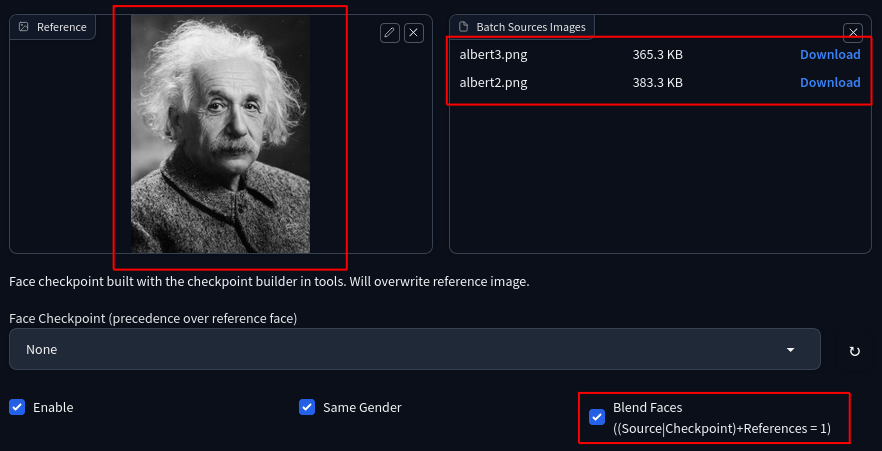 Reference
Batch Sources Images
albert3.png 365.3 KB Download
albert2.png 383.3 KB Download
Face checkpoint built with the checkpoint builder in tools. Will overwrite reference image.
Face Checkpoint (precedence over reference face)
None
Enable
Same Gender
Blend Faces
((Source|Checkpoint)+References = 1)